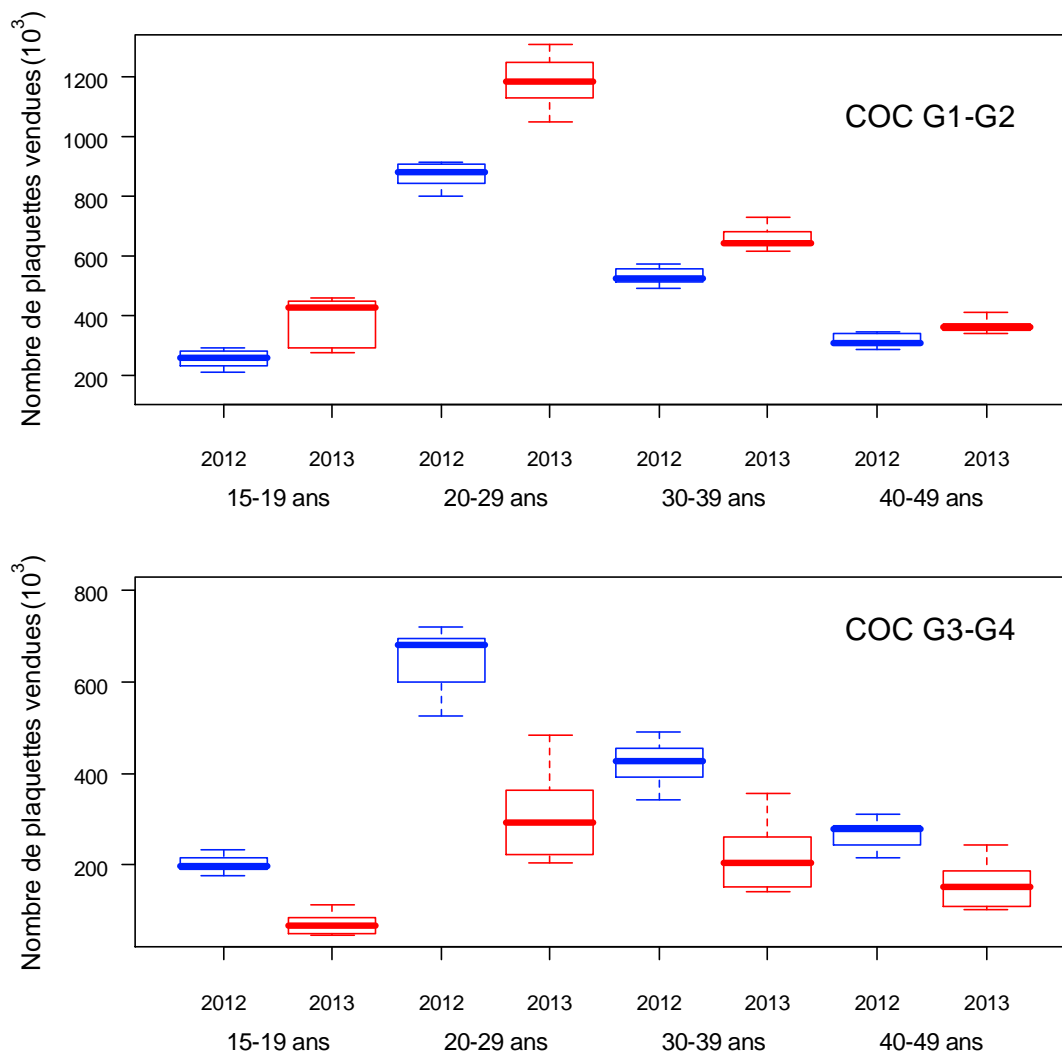 Nombre de plaquettes vendues (10³)
1200
1000
800
600
400
200
COC G1-G2
2012 2013 2012 2013 2012 2013 2012 2013
15-19 ans 20-29 ans 30-39 ans 40-49 ans
Nombre de plaquettes vendues (10³)
800
600
400
200
COC G3-G4
2012 2013 2012 2013 2012 2013 2012 2013
15-19 ans 20-29 ans 30-39 ans 40-49 ans